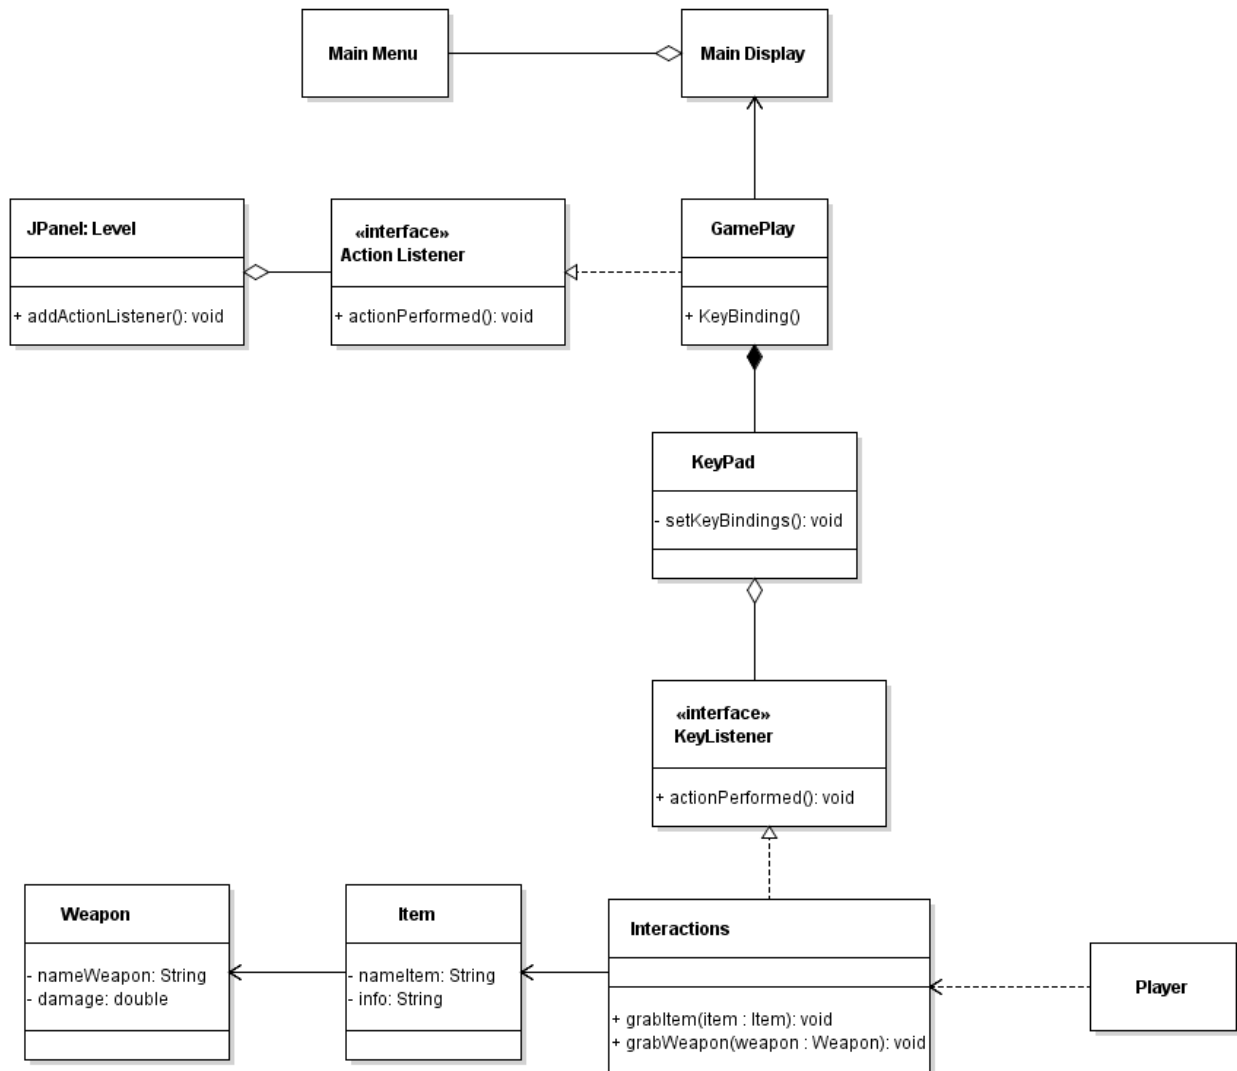 Main Menu
Main Display
JPanel: Level
+ addActionListener(): void
«interface»
Action Listener
+ actionPerformed(): void
GamePlay
+ KeyBinding()
KeyPad
- setKeyBindings(): void
«interface»
KeyListener
+ actionPerformed(): void
Weapon
- nameWeapon: String
- damage: double
Item
- nameItem: String
- info: String
Interactions
+ grabItem(item : Item): void
+ grabWeapon(weapon : Weapon): void
Player